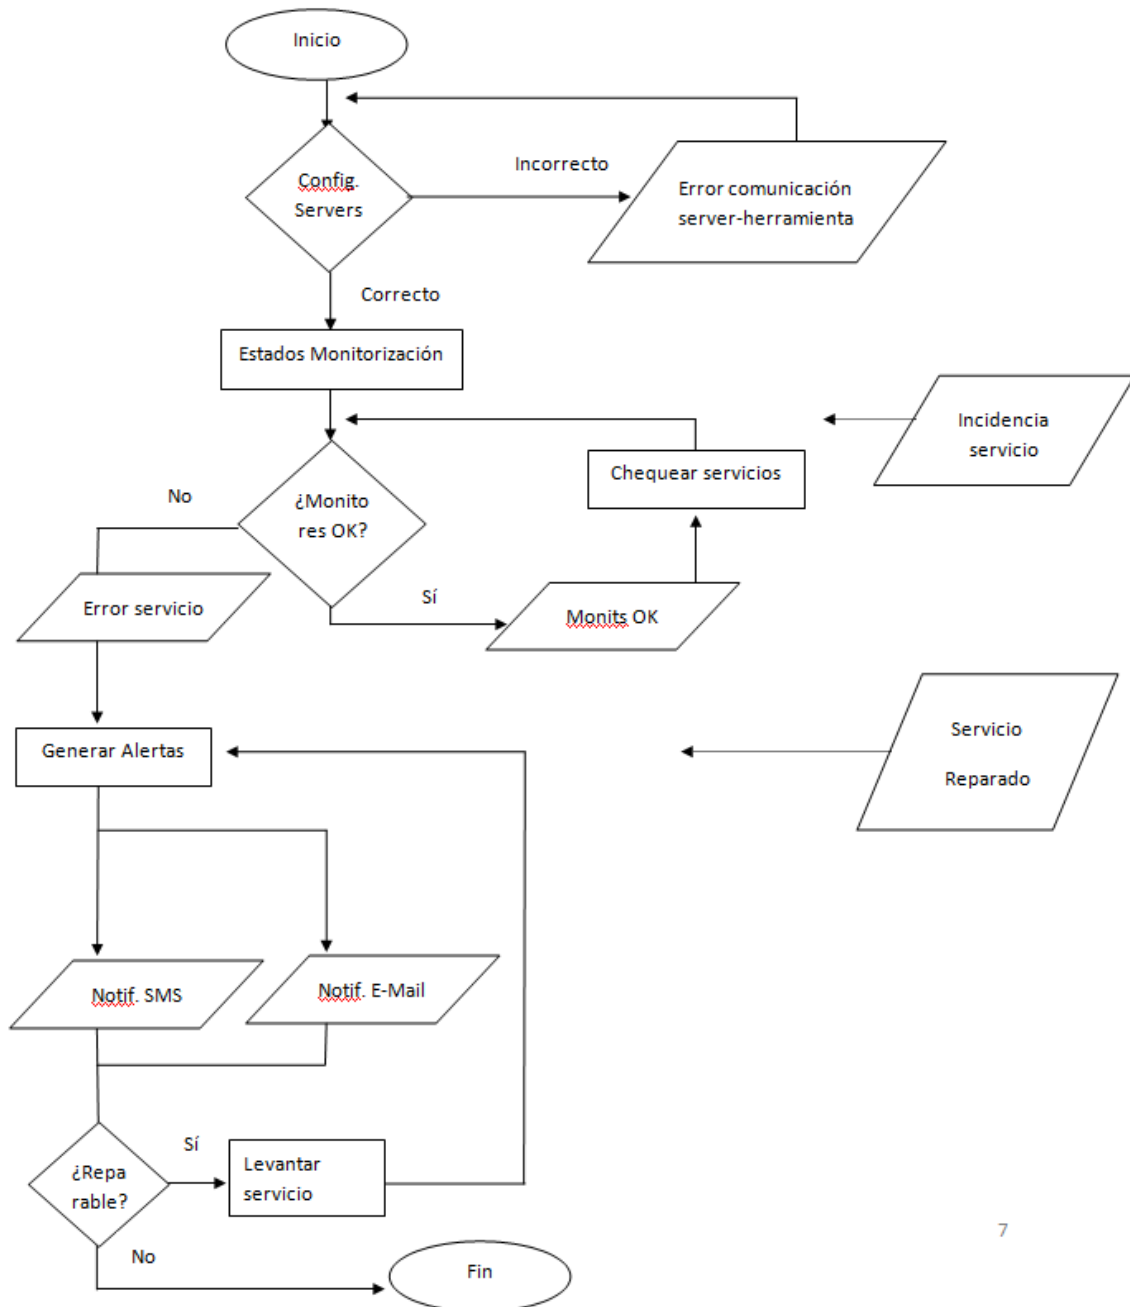 Inicio
Incorrecto
Config.
Servers
Error comunicación
server-herramienta
Correcto
Estados Monitorización
Incidencia
servicio
Chequear servicios
No
¿Monito
res OK?
Sí
Error servicio
Monits OK
Servicio
Reparado
Generar Alertas
Notif. SMS
Notif. E-Mail
Sí
¿Repa
rable?
Levantar
servicio
No
Fin
7